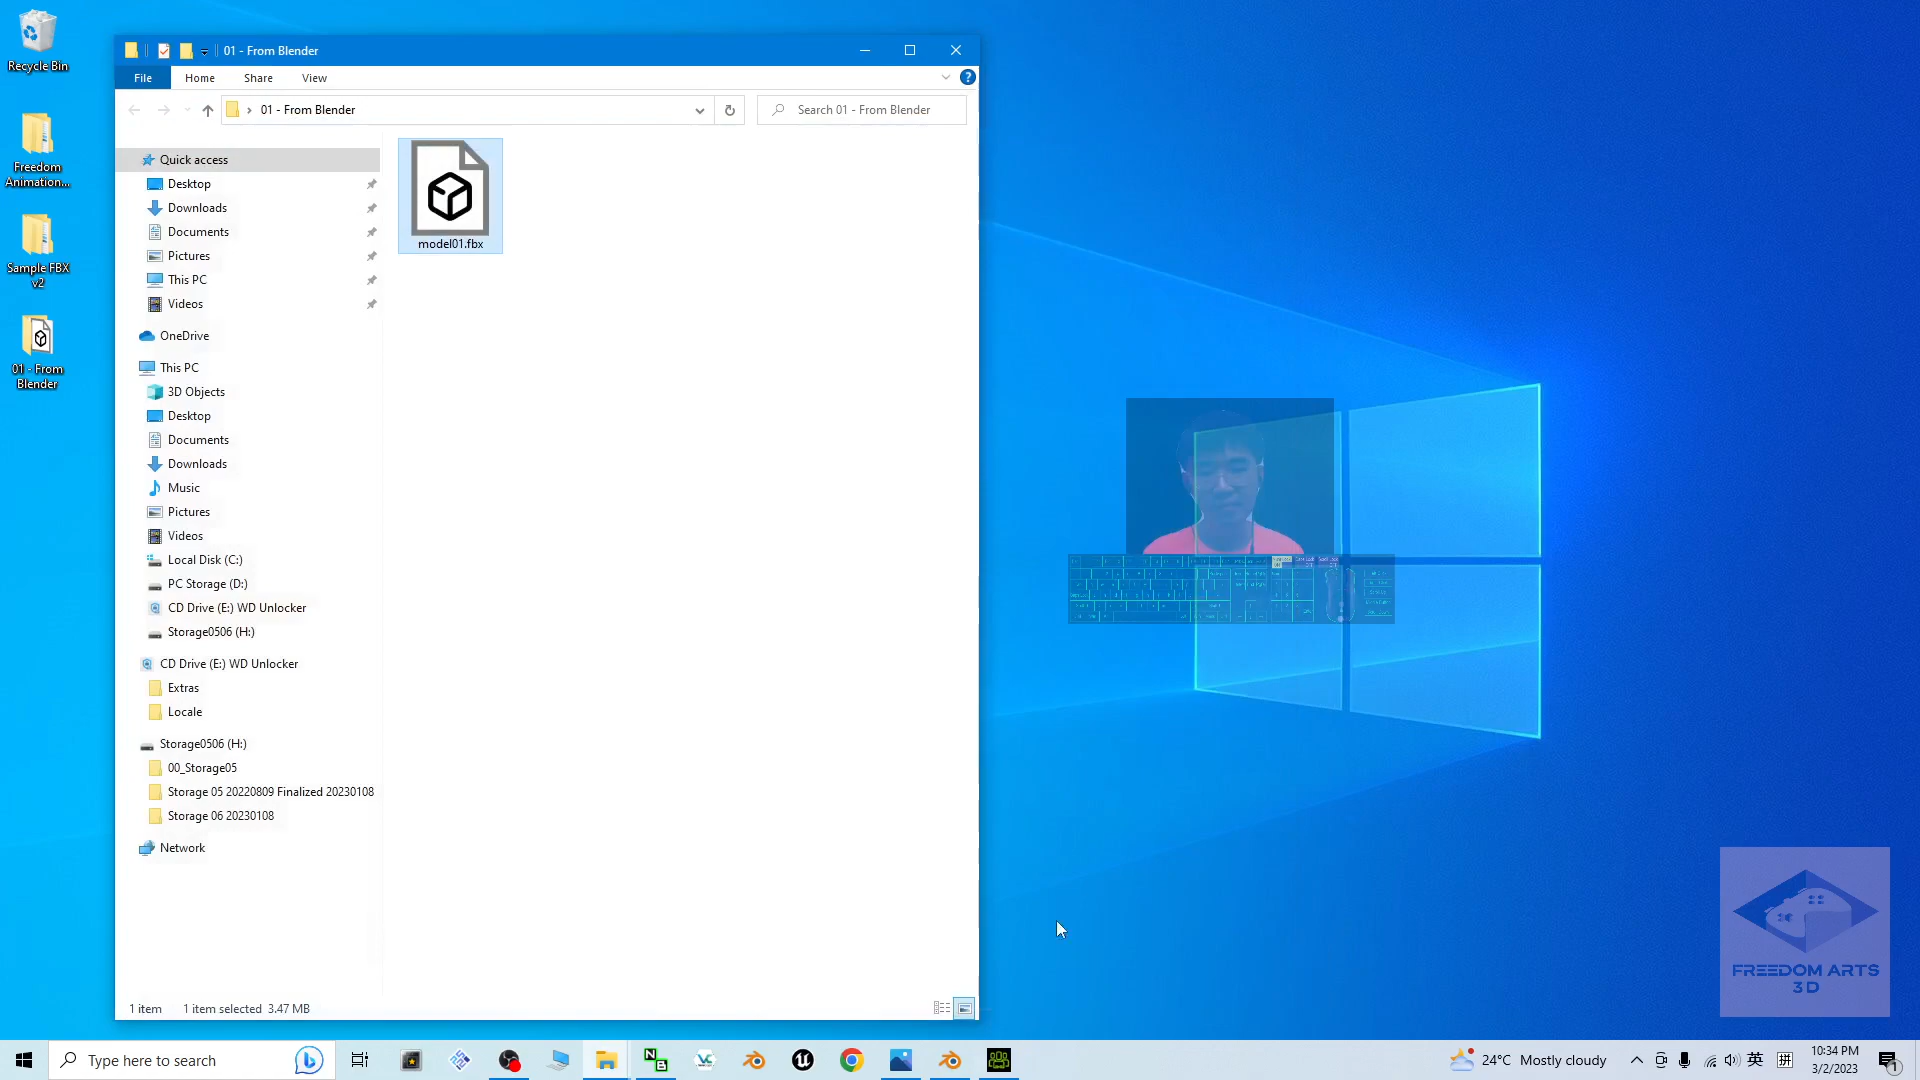 Recycle Bin
Freedom
Animation...
Sample FBX
v2
01 - From
Blender
01 - From Blender
File
Home
Share
View
01 - From Blender
Search 01 - From Blender
Quick access
Desktop
Downloads
Documents
Pictures
This PC
Videos
OneDrive
This PC
3D Objects
Desktop
Documents
Downloads
Music
Pictures
Videos
Local Disk (C:)
PC Storage (D:)
CD Drive (E:) WD Unlocker
Storage0506 (H:)
CD Drive (E:) WD Unlocker
Extras
Locale
Storage0506 (H:)
00_Storage05
Storage 05 20220809 Finalized 20230108
Storage 06 20230108
Network
model01.fbx
1 item
1 item selected 3.47 MB
FREEDOM ARTS
3D
Type here to search
24°C Mostly cloudy
英
拼
10:34 PM
3/2/2023
1